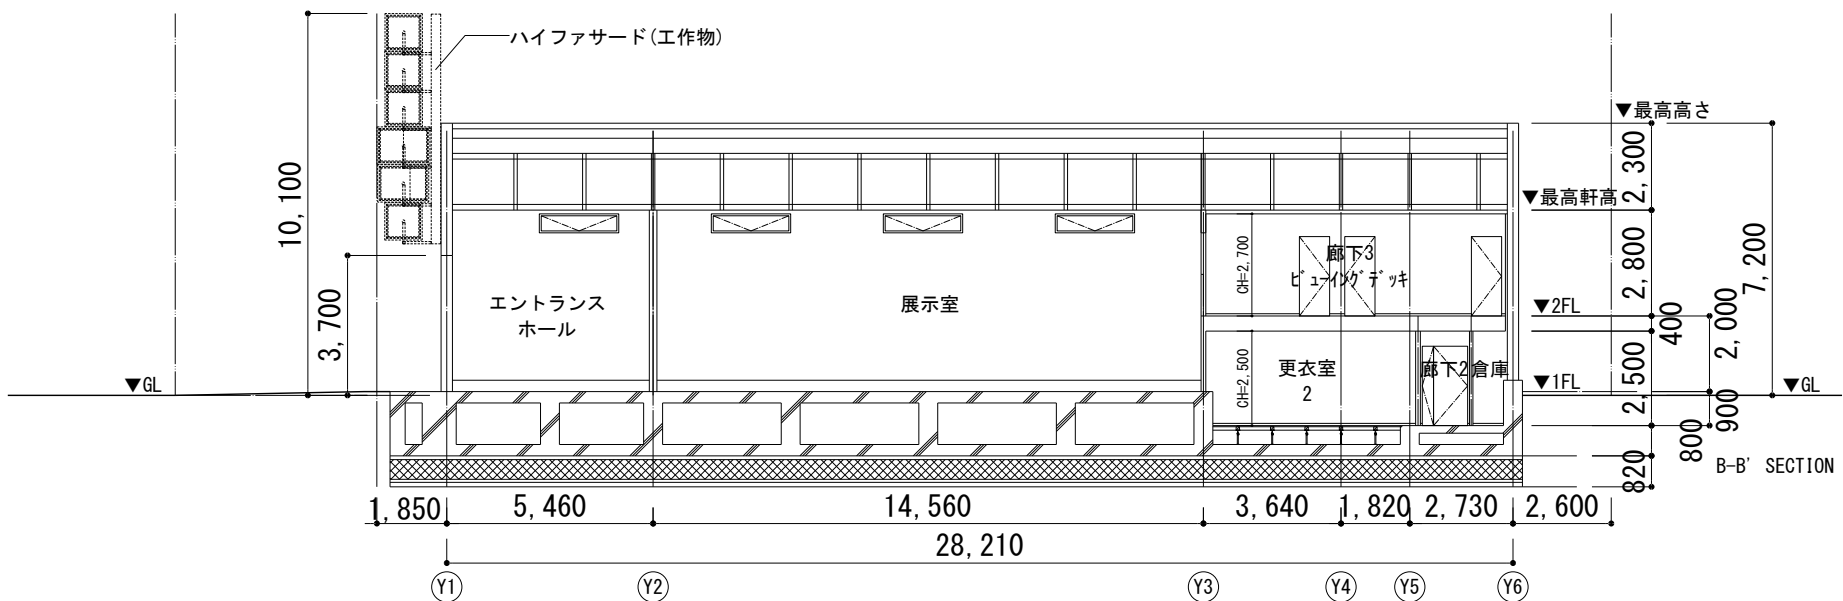 ハイファサード(工作物)
▼最高高さ
10,100
2,300
▼最高軒高
CH=2,700
廊下3
ビューイングデッキ
2,800
7,200
3,700
エントランス
ホール
展示室
▼2FL
400
2,000
CH=2,500
更衣室
2
廊下2
倉庫
2,500
▼GL
▼1FL
▼GL
900
800
820
B-B' SECTION
1,850
5,460
14,560
3,640
1,820
2,730
2,600
28,210
Y1
Y2
Y3
Y4
Y5
Y6